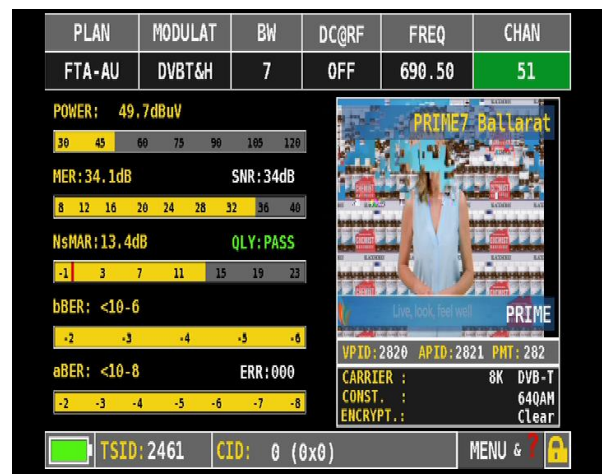 PLAN MODULAT BW DC@RF FREQ CHAN
FTA-AU DVBT&H 7 OFF 690.50 51
POWER: 49.7dBuV
30 45 60 75 90 105 120
MER:34.1dB SNR:34dB
8 12 16 20 24 28 32 36 40
NsMAR:13.4dB QLY:PASS
-1 3 7 11 15 19 23
bBER: <10-6
-2 -3 -4 -5 -6
aBER: <10-8 ERR:000
-2 -3 -4 -5 -6 -7 -8
PRIME7 Ballarat
CHEMIST
Live, look, feel well
PRIME
VPID:2820 APID:2821 PMT:282
CARRIER : 8K DVB-T
CONST. : 64QAM
ENCRYPT.: Clear
TSID:2461 CID: 0 (0x0) MENU & ?